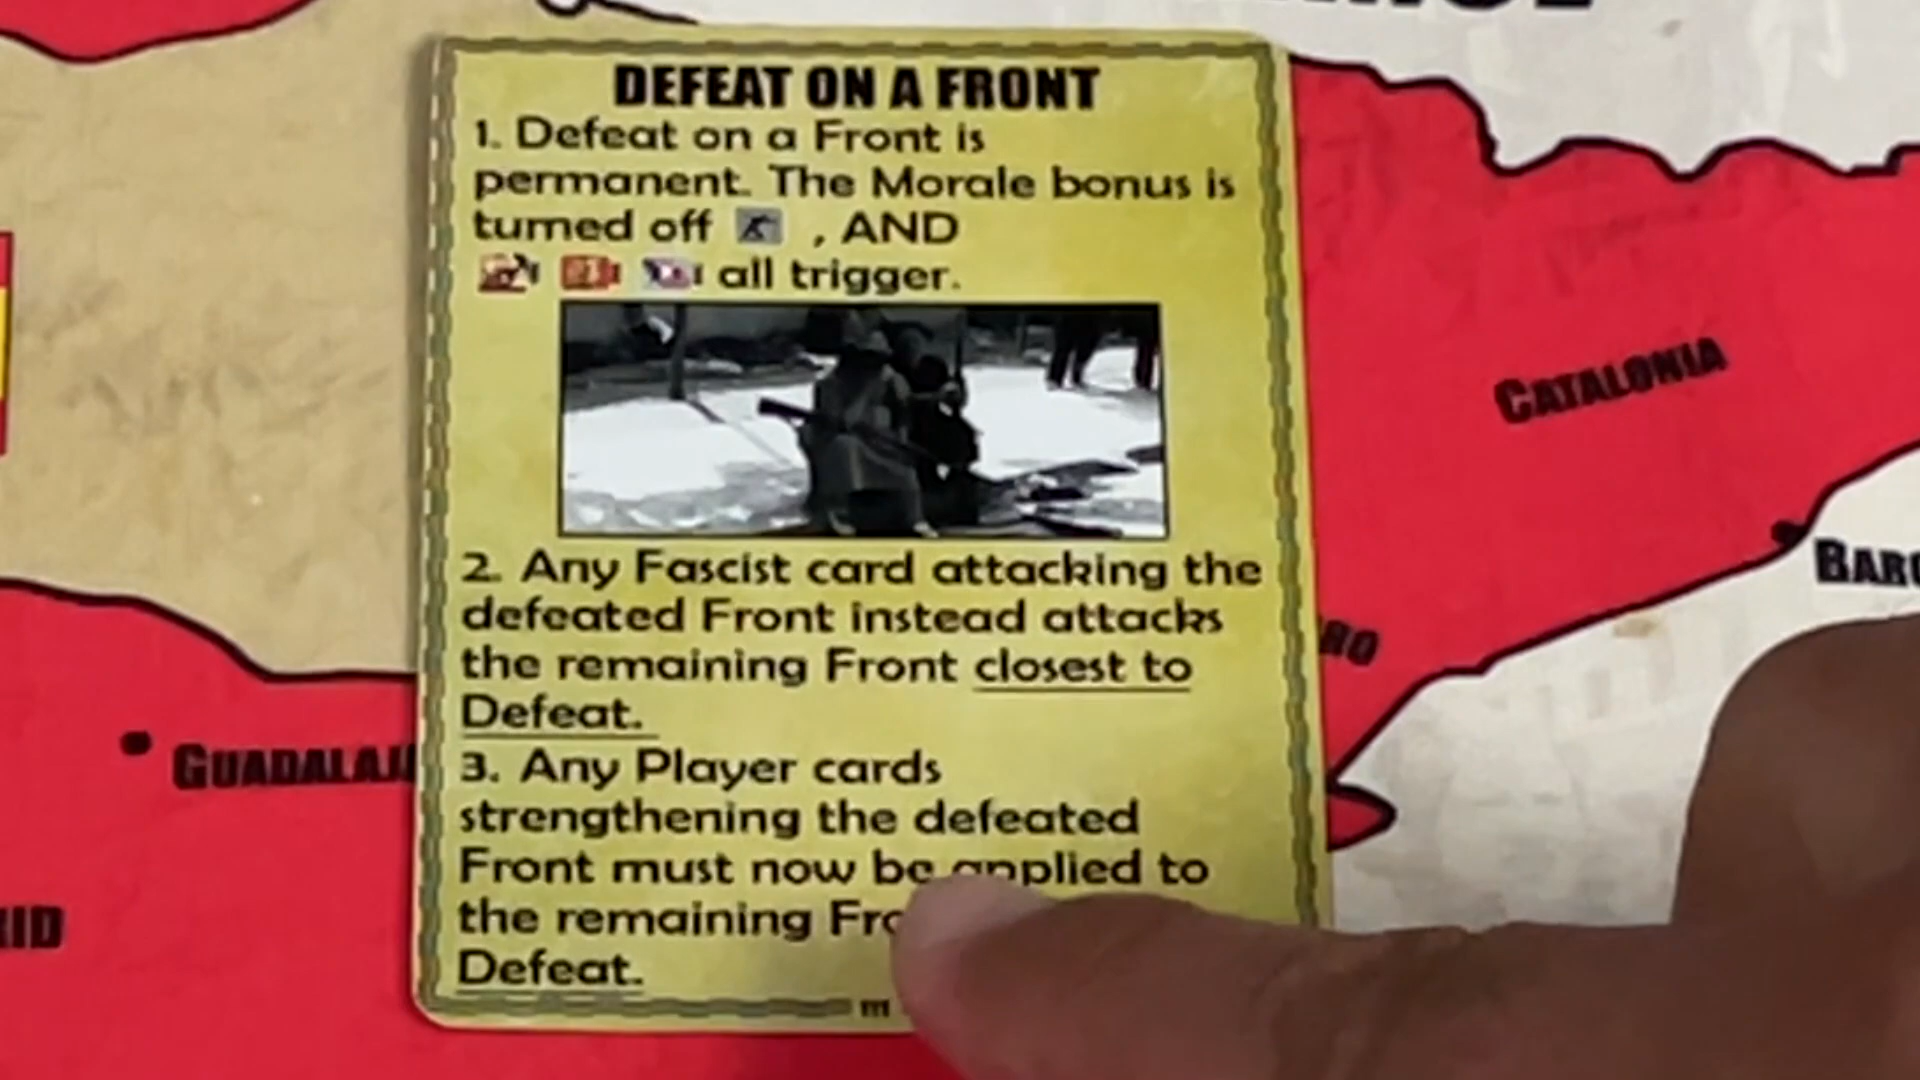 DEFEAT ON A FRONT
1. Defeat on a Front is
permanent. The Morale bonus is
turned off , AND
all trigger.
2. Any Fascist card attacking the
defeated Front instead attacks
the remaining Front closest to
Defeat.
3. Any Player cards
strengthening the defeated
Front must now be applied to
the remaining
Defeat.
CATALONIA